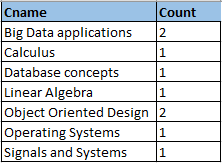 Cname Count
Big Data applications 2
Calculus 1
Database concepts 1
Linear Algebra 1
Object Oriented Design 2
Operating Systems 1
Signals and Systems 1